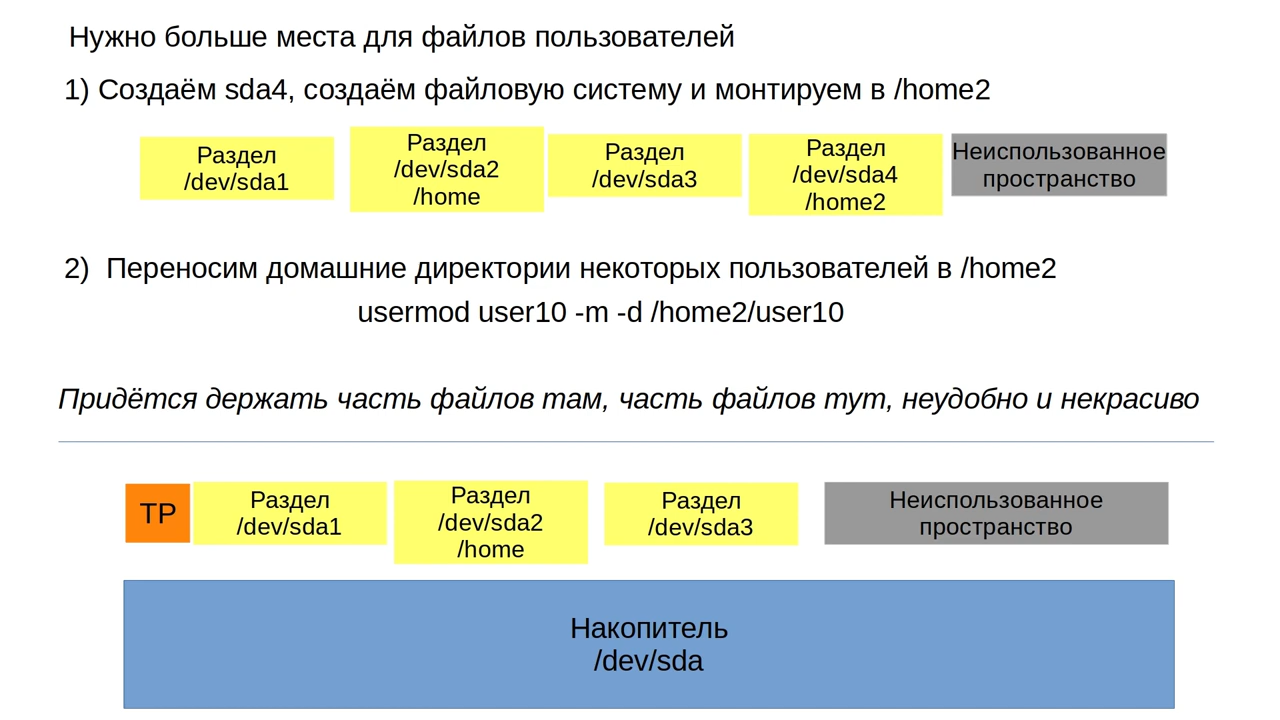 Нужно больше места для файлов пользователей
1) Создаём sda4, создаём файловую систему и монтируем в /home2
Раздел
/dev/sda1
Раздел
/dev/sda2
/home
Раздел
/dev/sda3
Раздел
/dev/sda4
/home2
Неиспользованное
пространство
2) Переносим домашние директории некоторых пользователей в /home2
usermod user10 -m -d /home2/user10
Придётся держать часть файлов там, часть файлов тут, неудобно и некрасиво
ТР
Раздел
/dev/sda1
Раздел
/dev/sda2
/home
Раздел
/dev/sda3
Неиспользованное
пространство
Накопитель
/dev/sda